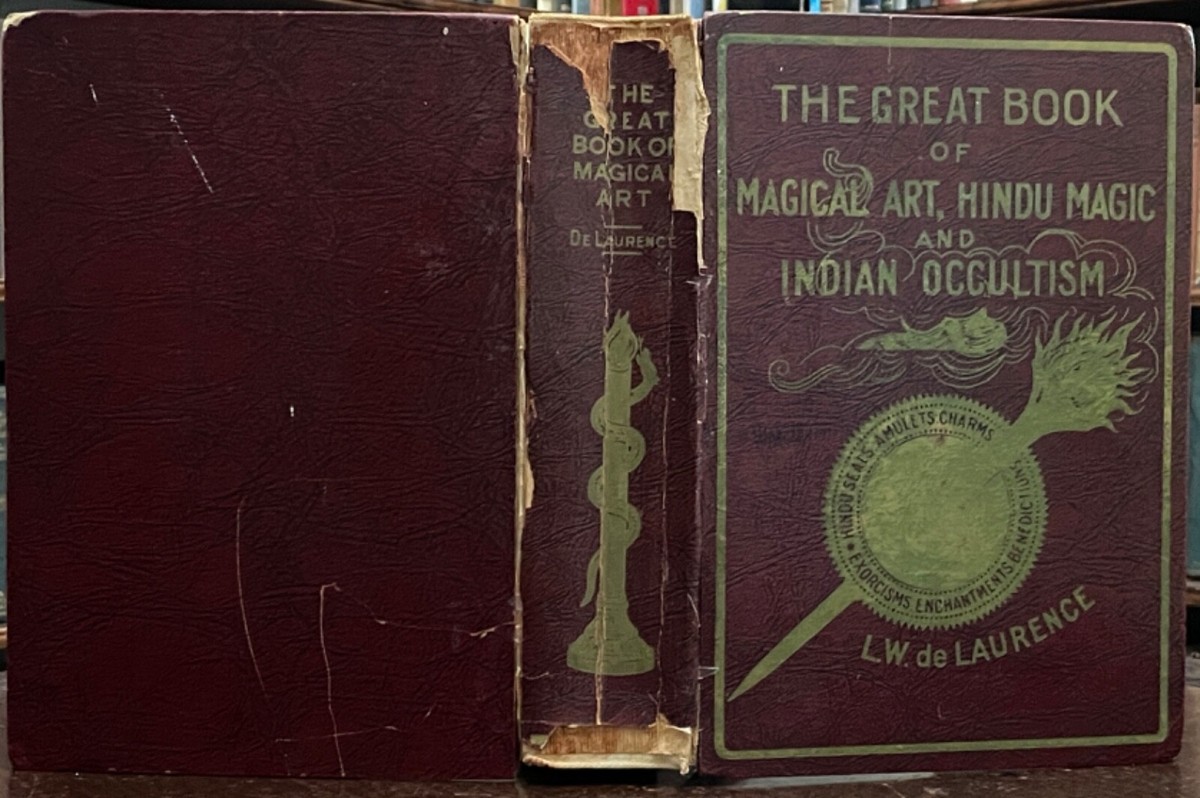 THE
GREAT
BOOK OF
MAGICAL
ART
DE LAURENCE
THE GREAT BOOK
OF
MAGICAL ART, HINDU MAGIC
AND
INDIAN OCCULTISM
HINDU SEALS. AMULETS. CHARMS
EXORCISMS ENCHANTMENTS BENEDICTIONS
L.W. de LAURENCE